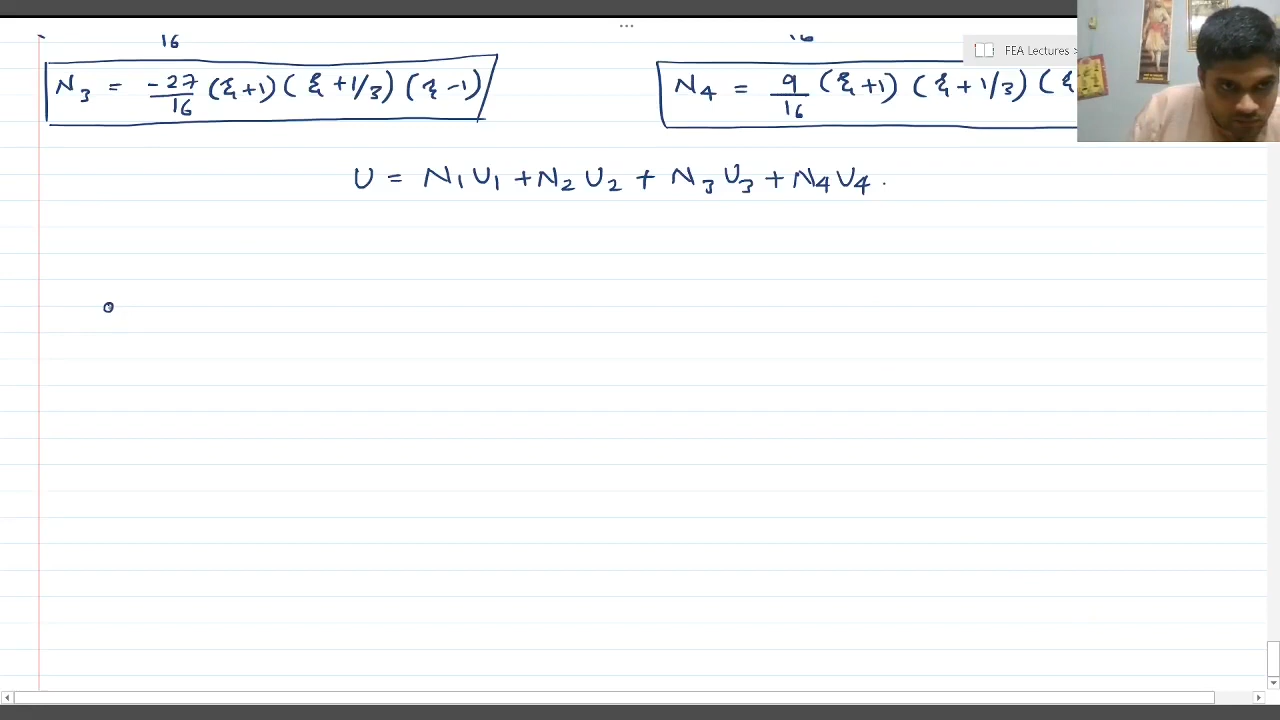 16
FEA Lectures >
N3 = -27/16 (ξ+1)(ξ+1/3)(ξ-1)
N4 = 9/16 (ξ+1)(ξ+1/3)(ξ
U = N1U1 + N2U2 + N3U3 + N4U4.